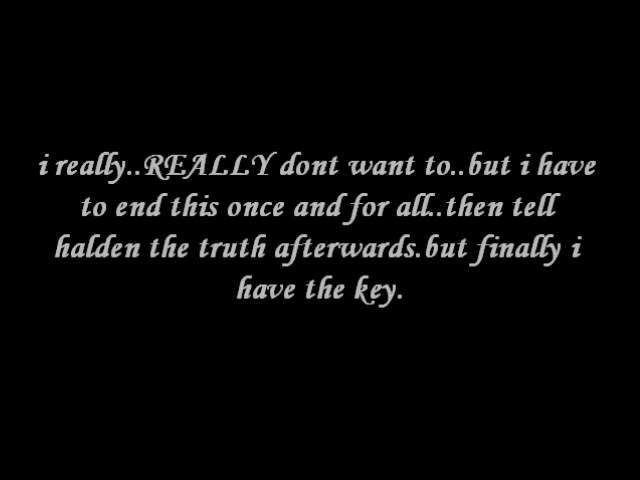 i really..REALLY dont want to..but i have
to end this once and for all..then tell
halden the truth afterwards.but finally i
have the key.